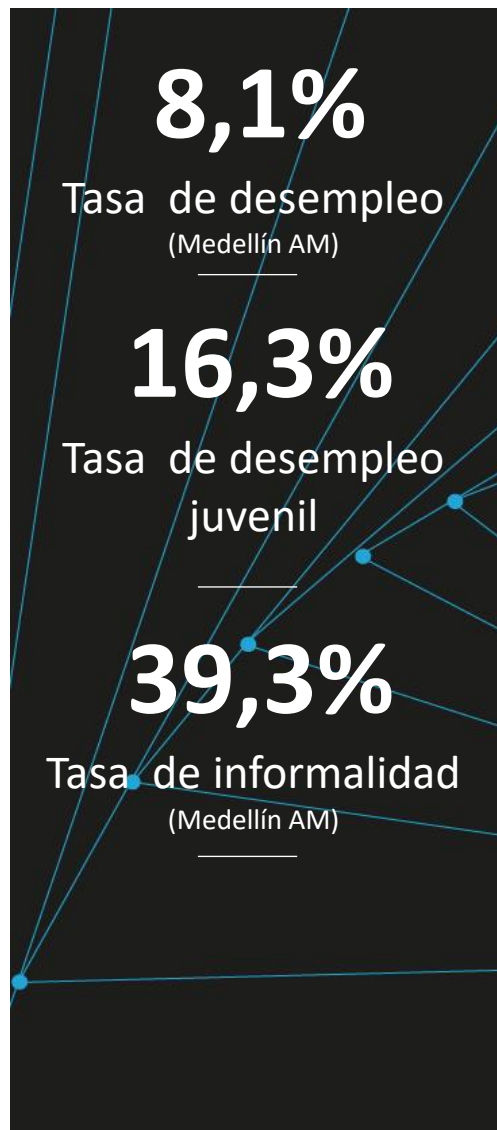 8,1%
Tasa de desempleo
(Medellín AM)
16,3%
Tasa de desempleo
juvenil
39,3%
Tasa de informalidad
(Medellín AM)